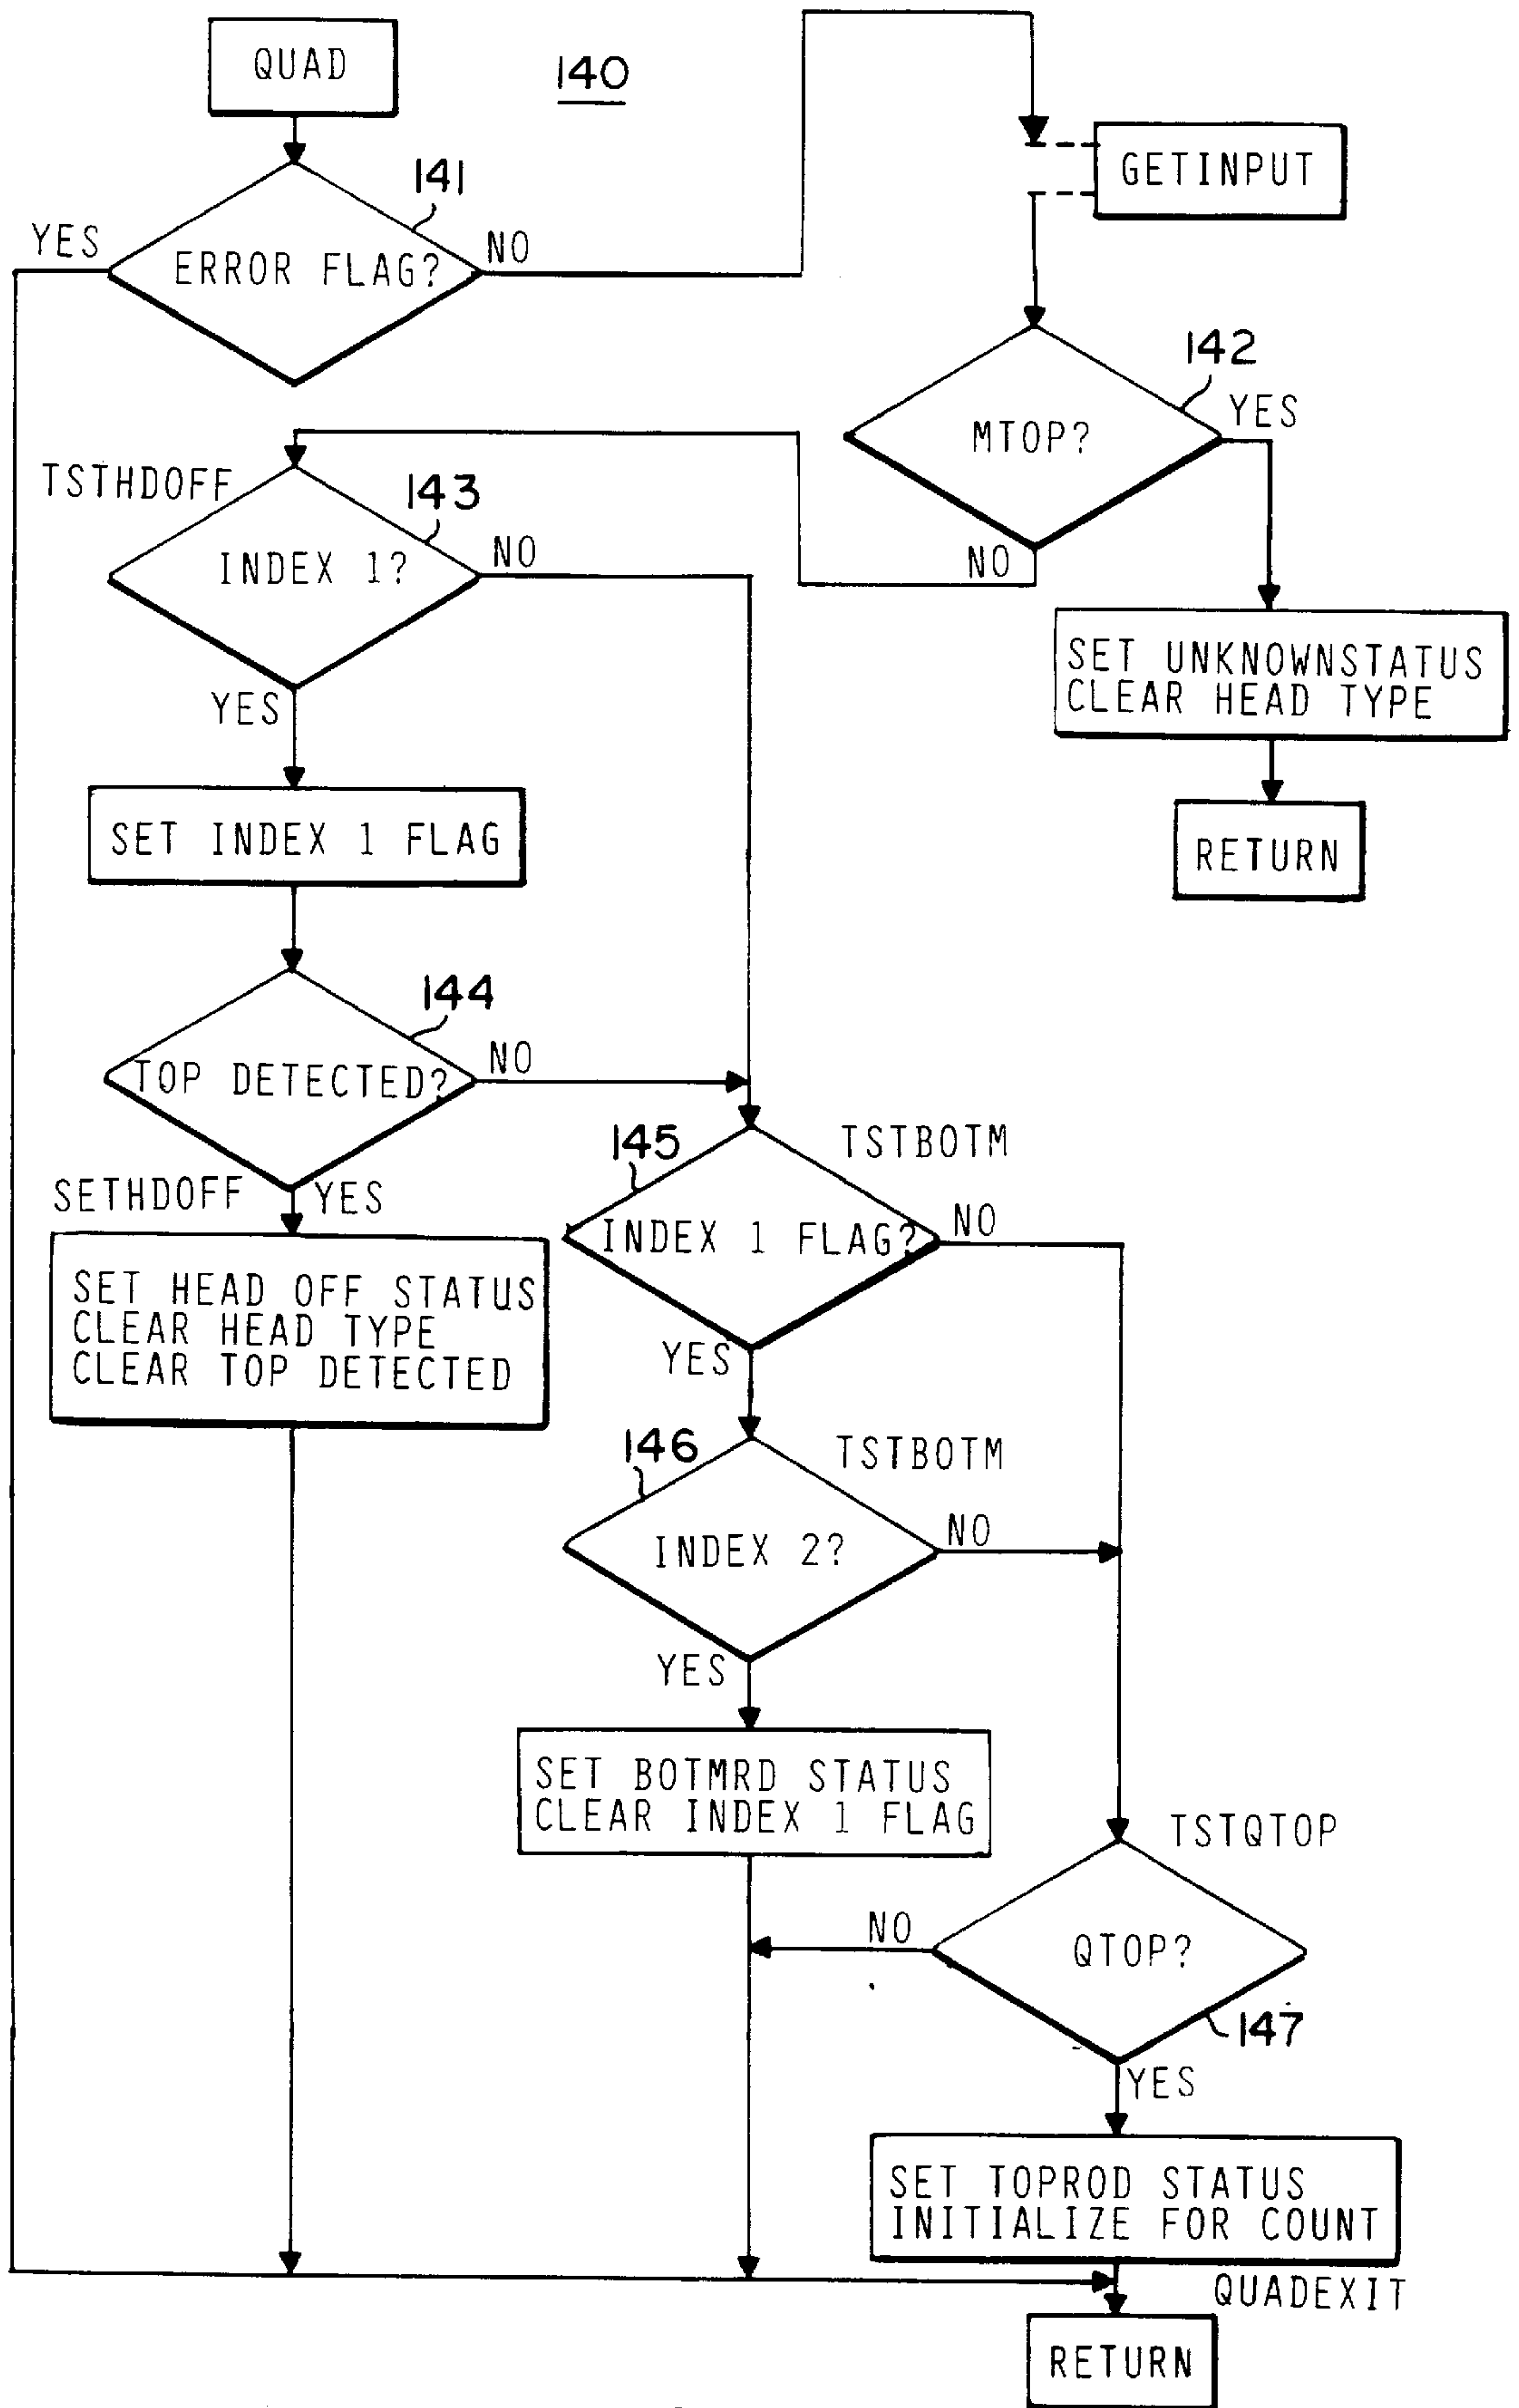 QUAD
140
GETINPUT
141
YES
ERROR FLAG?
NO
142
YES
MTOP?
NO
TSTHDOFF
143
INDEX 1?
NO
YES
SET UNKNOWNSTATUS
CLEAR HEAD TYPE
RETURN
SET INDEX 1 FLAG
144
TOP DETECTED?
NO
SETHDOFF
YES
SET HEAD OFF STATUS
CLEAR HEAD TYPE
CLEAR TOP DETECTED
145
TSTBOTM
INDEX 1 FLAG?
NO
YES
146
TSTBOTM
INDEX 2?
NO
YES
SET BOTMRD STATUS
CLEAR INDEX 1 FLAG
TSTQTOP
NO
QTOP?
147
YES
SET TOPROD STATUS
INITIALIZE FOR COUNT
QUADEXIT
RETURN